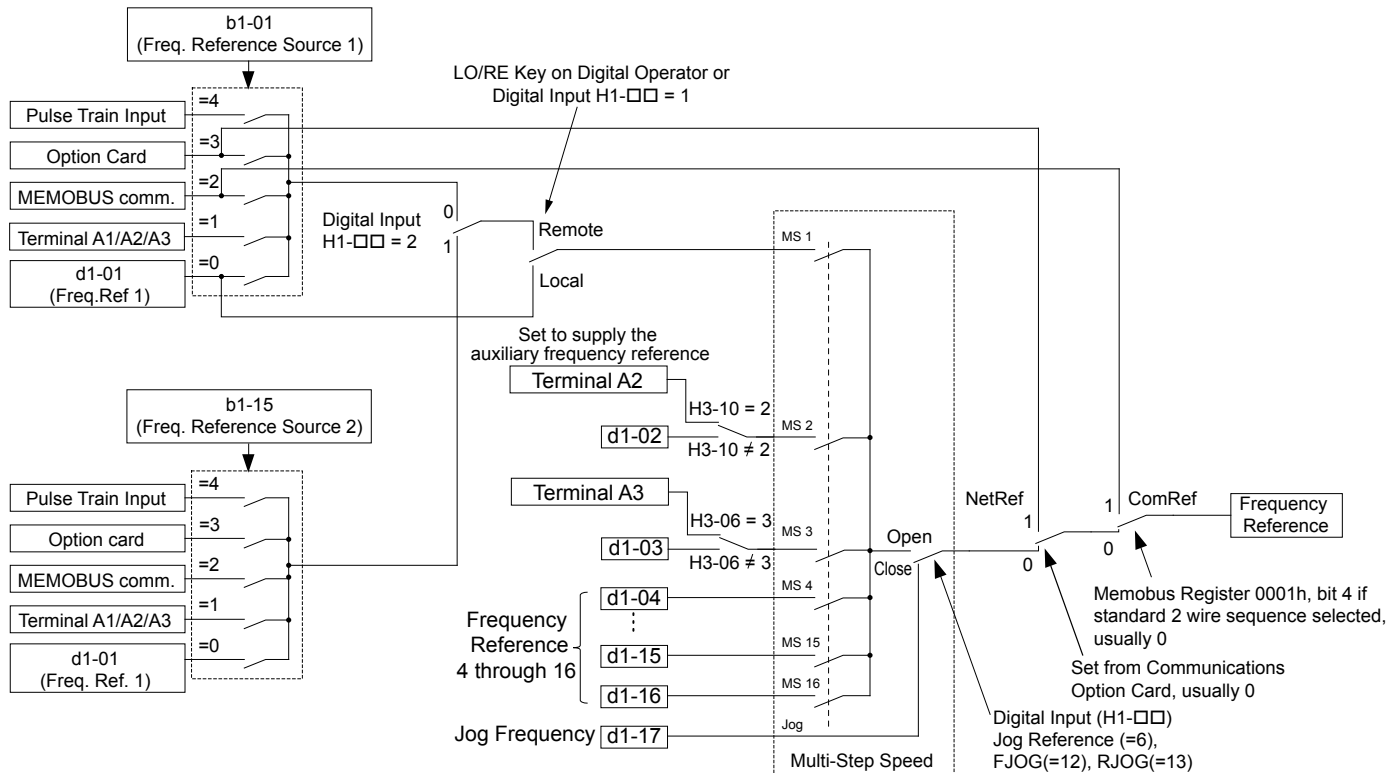 b1-01
(Freq. Reference Source 1)
LO/RE Key on Digital Operator or
Digital Input H1-□□ = 1
Pulse Train Input
=4
Option Card
=3
MEMOBUS comm.
=2
Terminal A1/A2/A3
=1
d1-01
(Freq.Ref 1)
=0
Digital Input
H1-□□ = 2
0
1
Remote
Local
MS 1
Set to supply the
auxiliary frequency reference
Terminal A2
H3-10 = 2
d1-02
H3-10 ≠ 2
MS 2
b1-15
(Freq. Reference Source 2)
Pulse Train Input
=4
Option card
=3
MEMOBUS comm.
=2
Terminal A1/A2/A3
=1
d1-01
(Freq. Ref. 1)
=0
Terminal A3
H3-06 = 3
d1-03
H3-06 ≠ 3
MS 3
Frequency
Reference
4 through 16
d1-04
MS 4
d1-15
MS 15
d1-16
MS 16
Jog Frequency
d1-17
Jog
Multi-Step Speed
Open
Close
NetRef
1
0
ComRef
1
0
Frequency
Reference
Memobus Register 0001h, bit 4 if
standard 2 wire sequence selected,
usually 0
Set from Communications
Option Card, usually 0
Digital Input (H1-□□)
Jog Reference (=6),
FJOG(=12), RJOG(=13)